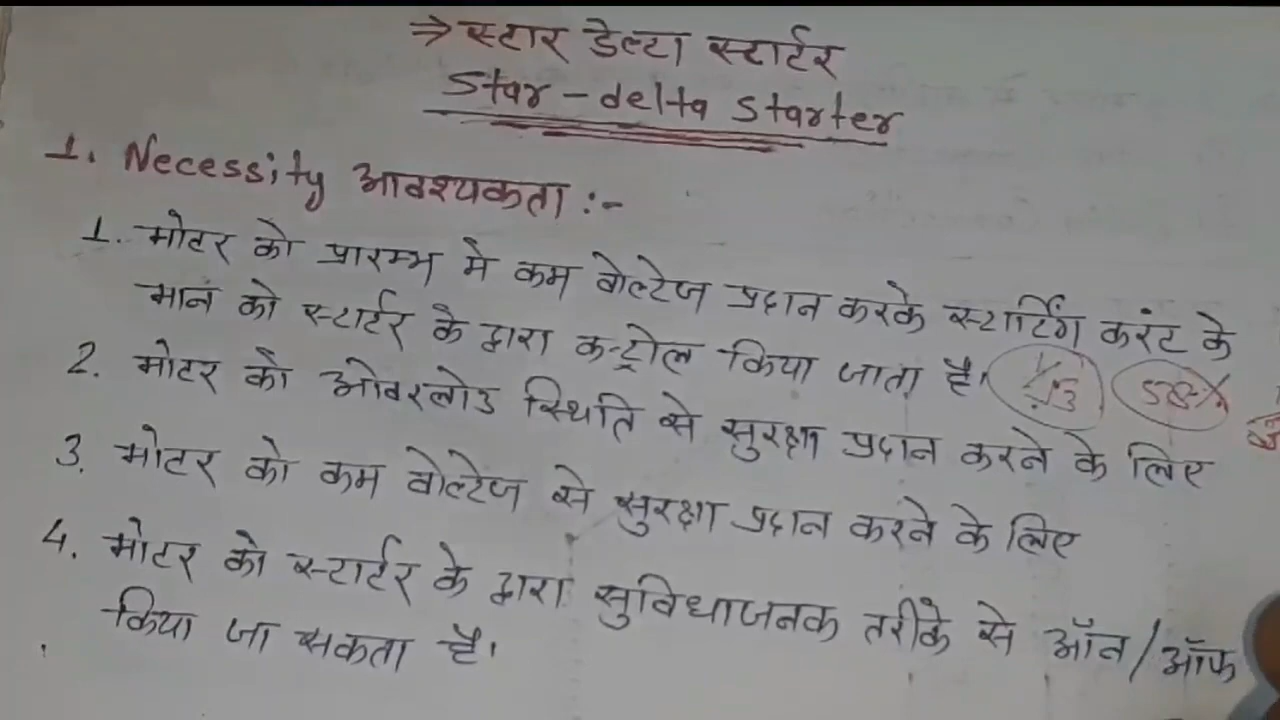 ⇒ स्टार डेल्टा स्टार्टर
Star-delta starter
1. Necessity आवश्यकता :-
1. मोटर को प्रारम्भ मे कम वोल्टेज प्रदान करके स्टार्टिंग करंट के
मान को स्टार्टर के द्वारा कन्ट्रोल किया जाता है। 1/√3 58%
2. मोटर को ओवरलोड स्थिति से सुरक्षा प्रदान करने के लिए
3. मोटर को कम वोल्टेज से सुरक्षा प्रदान करने के लिए
4. मोटर को स्टार्टर के द्वारा सुविधाजनक तरीके से ऑन/ऑफ
किया जा सकता है।